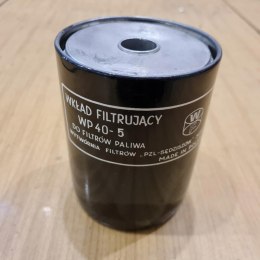 WKŁAD FILTRUJĄCY
WP 40-5
DO FILTRÓW PALIWA
WYTWÓRNIA FILTRÓW „PZL-SĘDZISZÓW
MADE IN
W